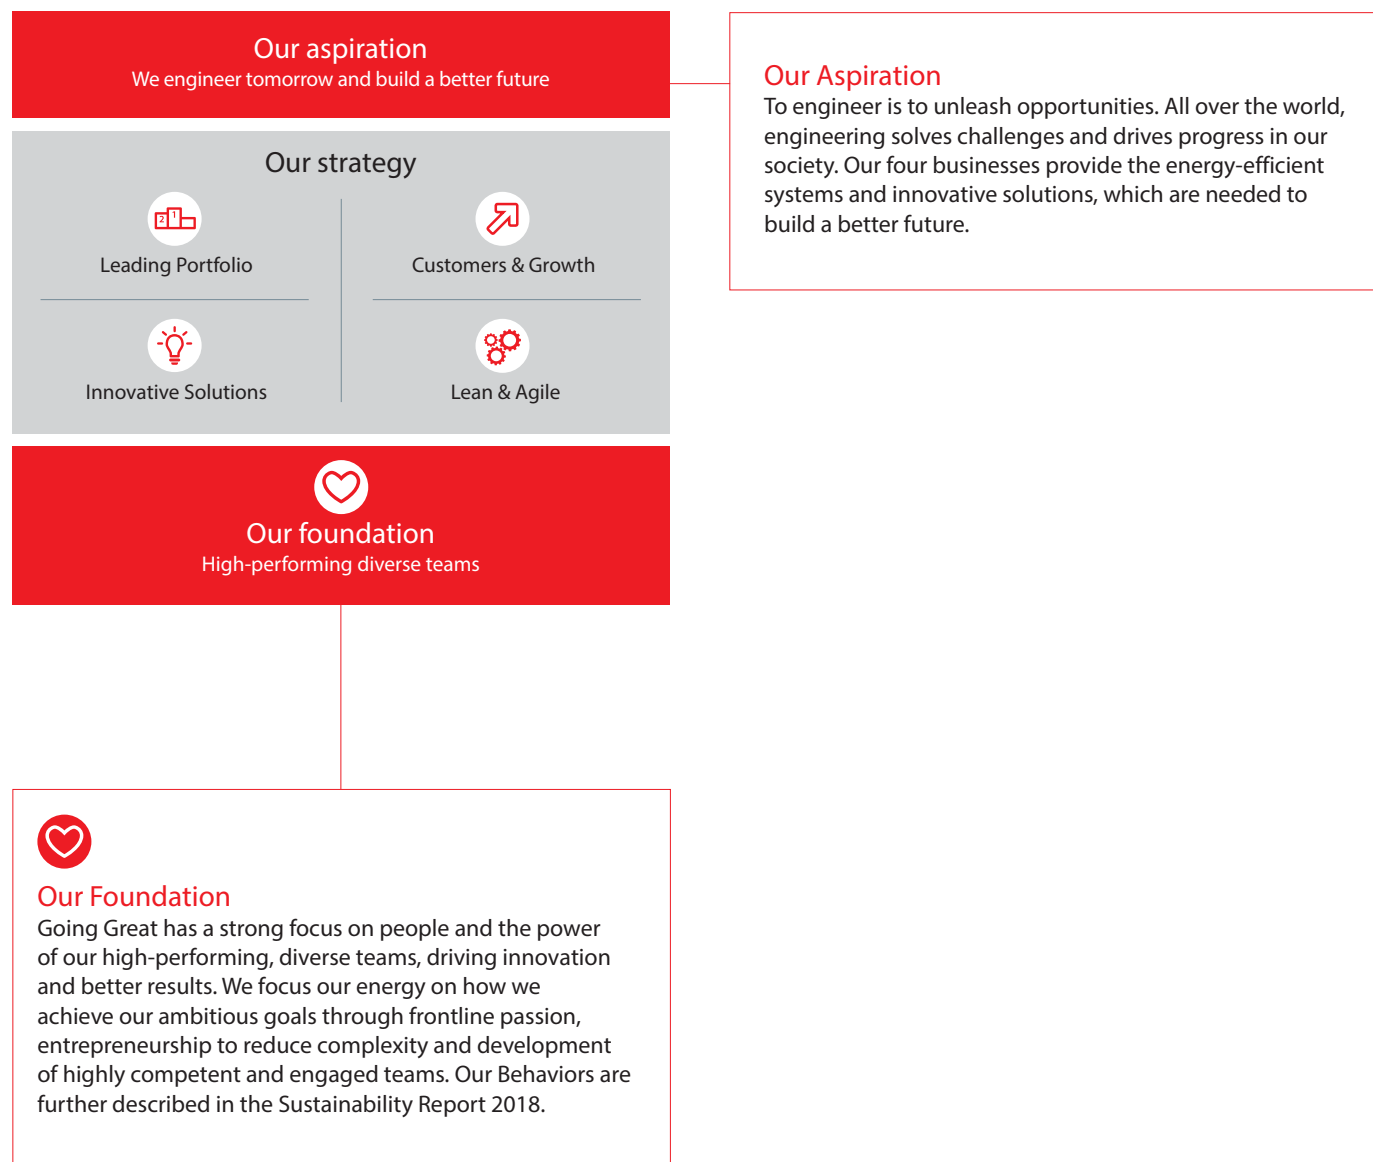 Our aspiration
We engineer tomorrow and build a better future
Our strategy
2 1
Leading Portfolio
Customers & Growth
Innovative Solutions
Lean & Agile
Our foundation
High-performing diverse teams
Our Aspiration
To engineer is to unleash opportunities. All over the world,
engineering solves challenges and drives progress in our
society. Our four businesses provide the energy-efficient
systems and innovative solutions, which are needed to
build a better future.
Our Foundation
Going Great has a strong focus on people and the power
of our high-performing, diverse teams, driving innovation
and better results. We focus our energy on how we
achieve our ambitious goals through frontline passion,
entrepreneurship to reduce complexity and development
of highly competent and engaged teams. Our Behaviors are
further described in the Sustainability Report 2018.